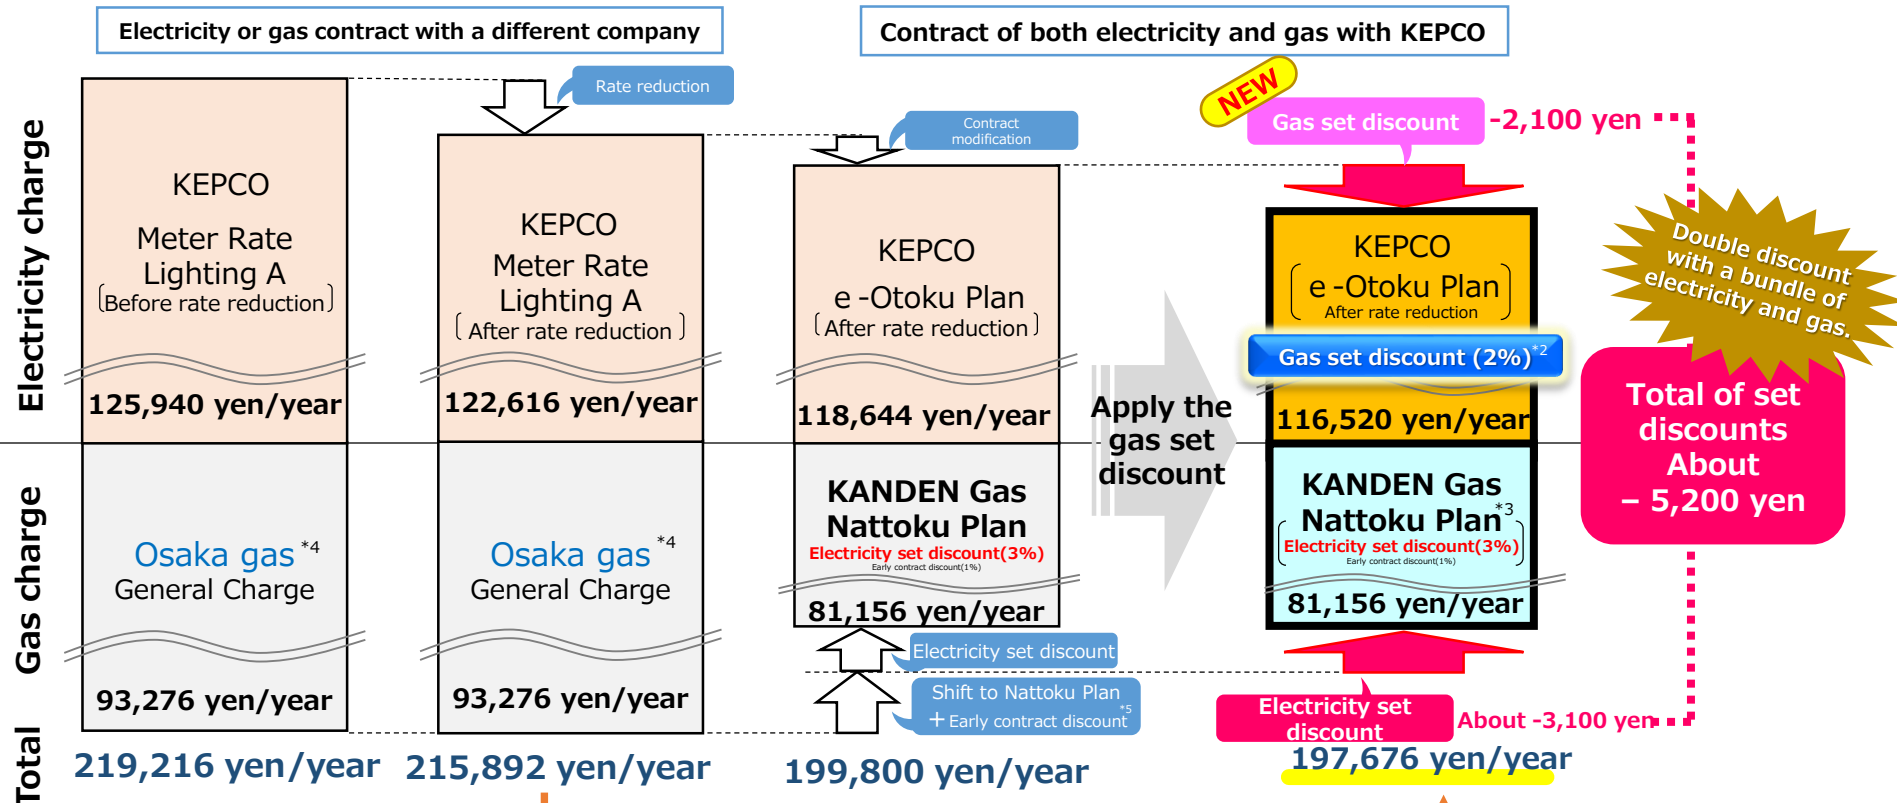 Electricity or gas contract with a different company
Contract of both electricity and gas with KEPCO
Electricity charge
Gas charge
Total
KEPCO
Meter Rate
Lighting A
(Before rate reduction)
125,940 yen/year
Osaka gas *4
General Charge
93,276 yen/year
219,216 yen/year
Rate reduction
KEPCO
Meter Rate
Lighting A
( After rate reduction )
122,616 yen/year
Osaka gas *4
General Charge
93,276 yen/year
215,892 yen/year
Contract
modification
KEPCO
e -Otoku Plan
(After rate reduction)
118,644 yen/year
KANDEN Gas
Nattoku Plan
Electricity set discount(3%)
Early contract discount(1%)
81,156 yen/year
Electricity set discount
Shift to Nattoku Plan
+ Early contract discount*5
199,800 yen/year
Apply the
gas set
discount
NEW
Gas set discount
-2,100 yen
KEPCO
e -Otoku Plan
After rate reduction
Gas set discount (2%)*2
116,520 yen/year
KANDEN Gas
Nattoku Plan*3
Electricity set discount(3%)
Early contract discount(1%)
81,156 yen/year
Electricity set
discount
About -3,100 yen
197,676 yen/year
Double discount
with a bundle of
electricity and gas.
Total of set
discounts
About
– 5,200 yen